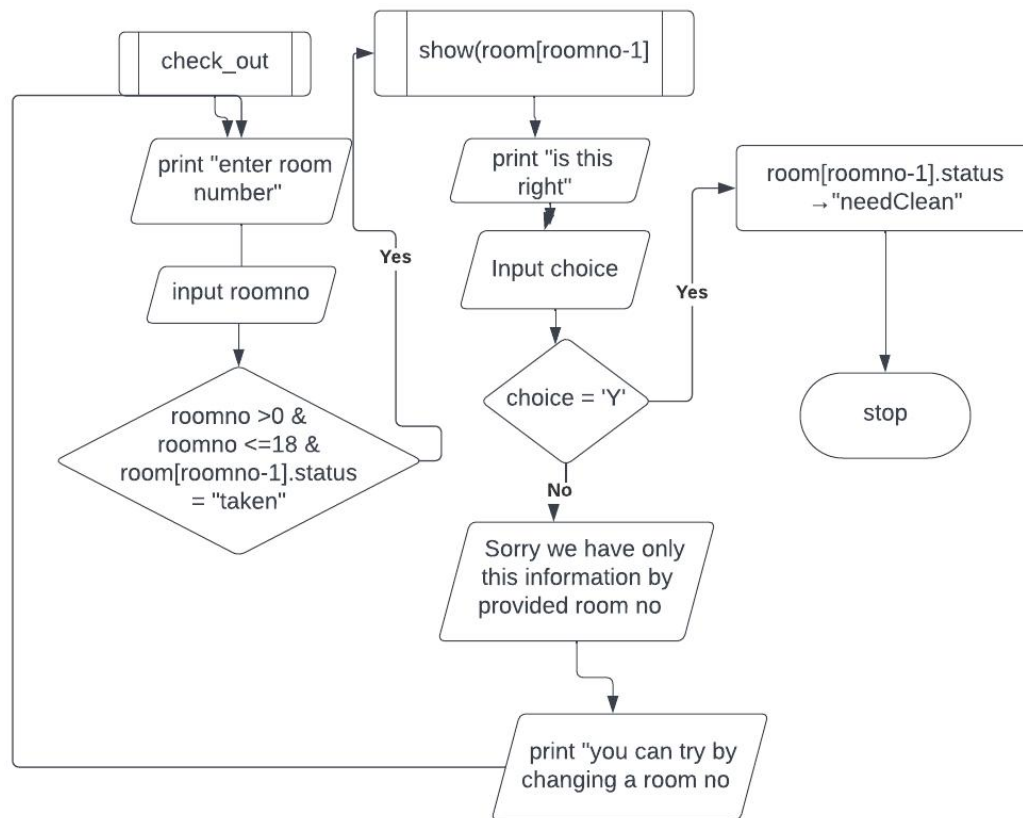 check_out
print "enter room
number"
input roomno
roomno >0 &
roomno <=18 &
room[roomno-1].status
= "taken"
Yes
show(room[roomno-1]
print "is this
right"
Input choice
choice = 'Y'
Yes
room[roomno-1].status
→"needClean"
stop
No
Sorry we have only
this information by
provided room no
print "you can try by
changing a room no